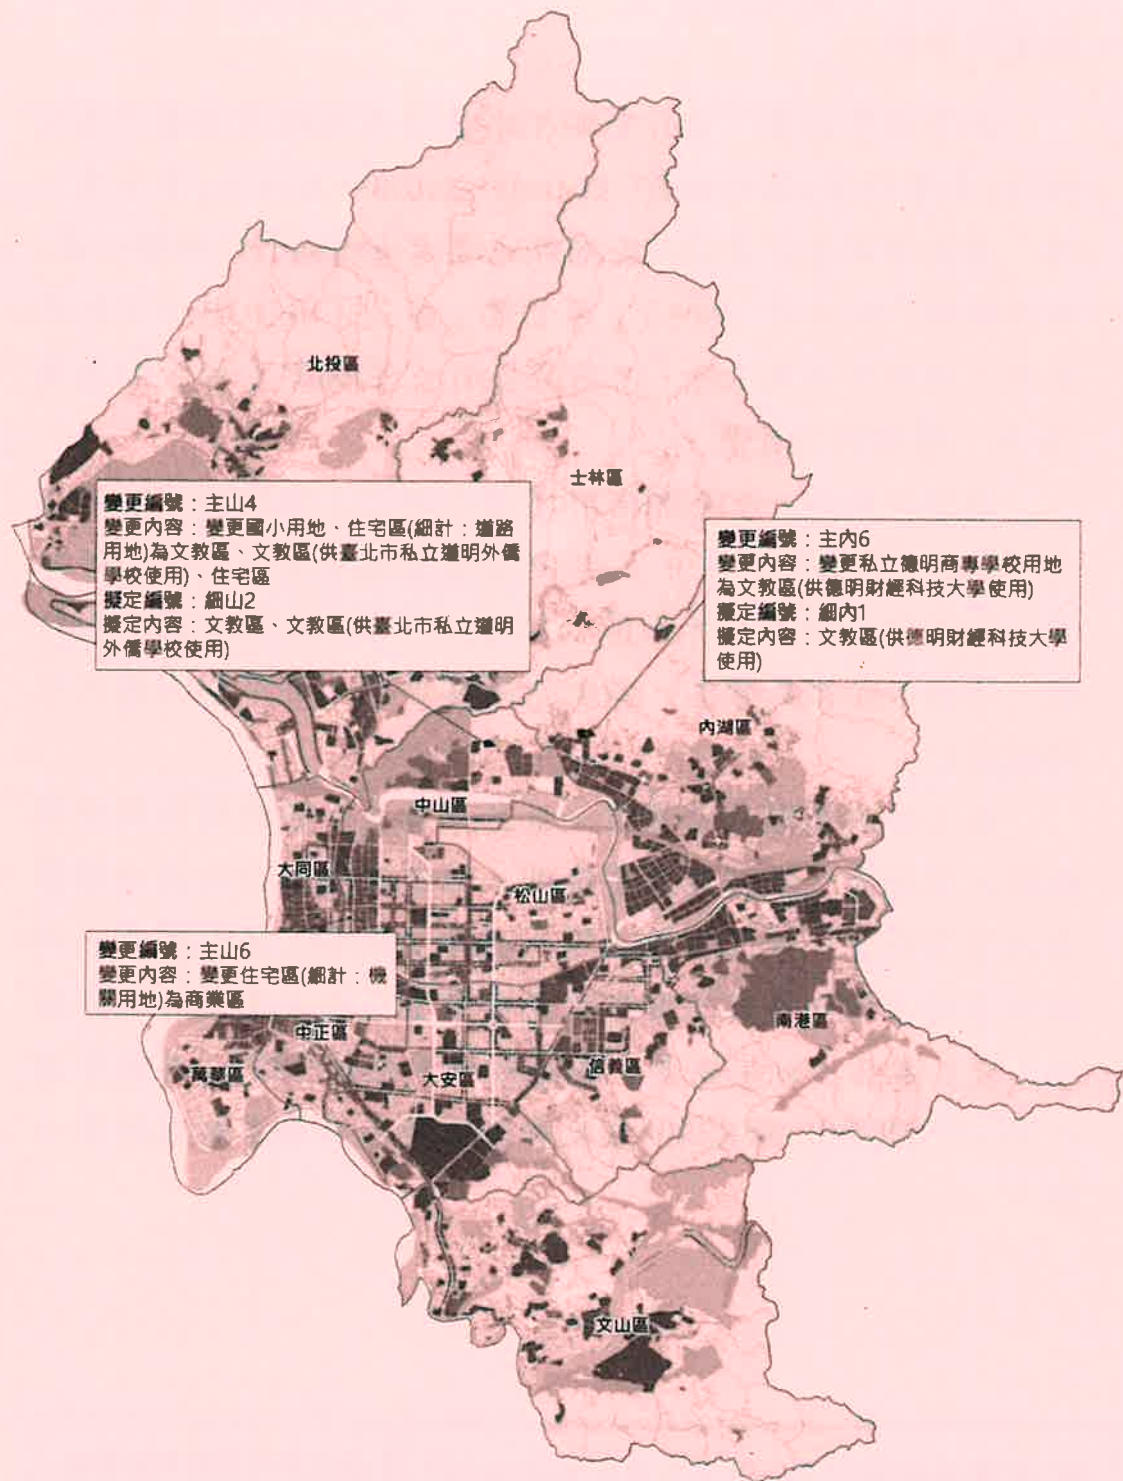 北投區
士林區
變更編號：主山4
變更內容：變更國小用地、住宅區(細計：道路
用地)為文教區、文教區(供臺北市私立道明外僑
學校使用)、住宅區
擬定編號：細山2
擬定內容：文教區、文教區(供臺北市私立道明
外僑學校使用)
變更編號：主內6
變更內容：變更私立德明商專學校用地
為文教區(供德明財經科技大學使用)
擬定編號：細內1
擬定內容：文教區(供德明財經科技大學
使用)
內湖區
中山區
大同區
松山區
變更編號：主山6
變更內容：變更住宅區(細計：機
關用地)為商業區
南港區
中正區
信義區
萬華區
大安區
文山區